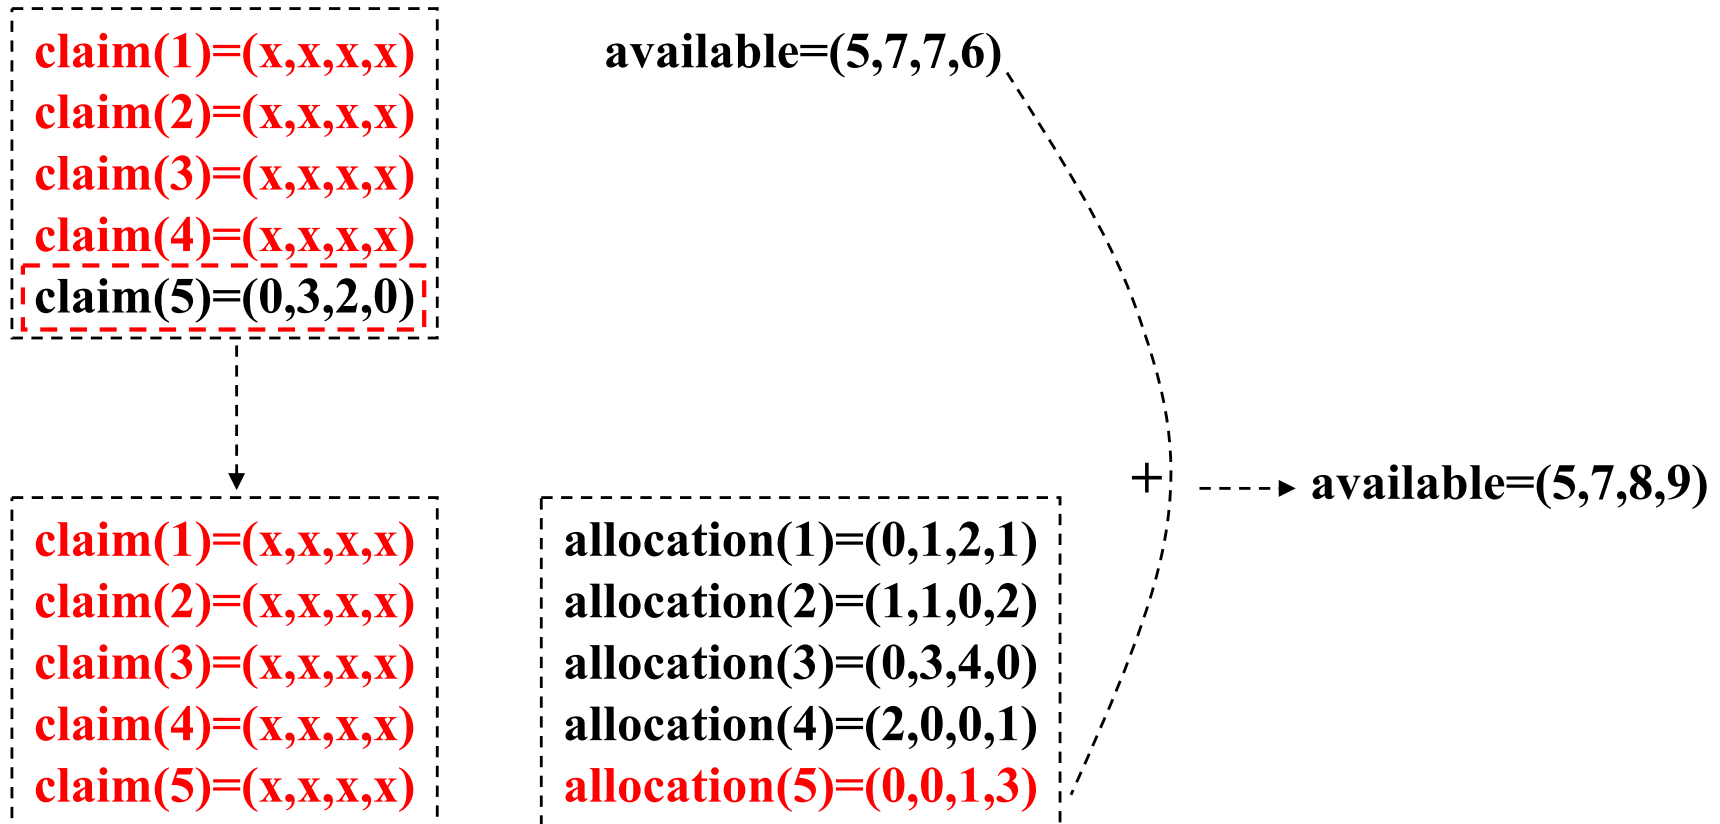 claim(1)=(x,x,x,x)
claim(2)=(x,x,x,x)
claim(3)=(x,x,x,x)
claim(4)=(x,x,x,x)
claim(5)=(0,3,2,0)
available=(5,7,7,6)
+
available=(5,7,8,9)
claim(1)=(x,x,x,x)
claim(2)=(x,x,x,x)
claim(3)=(x,x,x,x)
claim(4)=(x,x,x,x)
claim(5)=(x,x,x,x)
allocation(1)=(0,1,2,1)
allocation(2)=(1,1,0,2)
allocation(3)=(0,3,4,0)
allocation(4)=(2,0,0,1)
allocation(5)=(0,0,1,3)